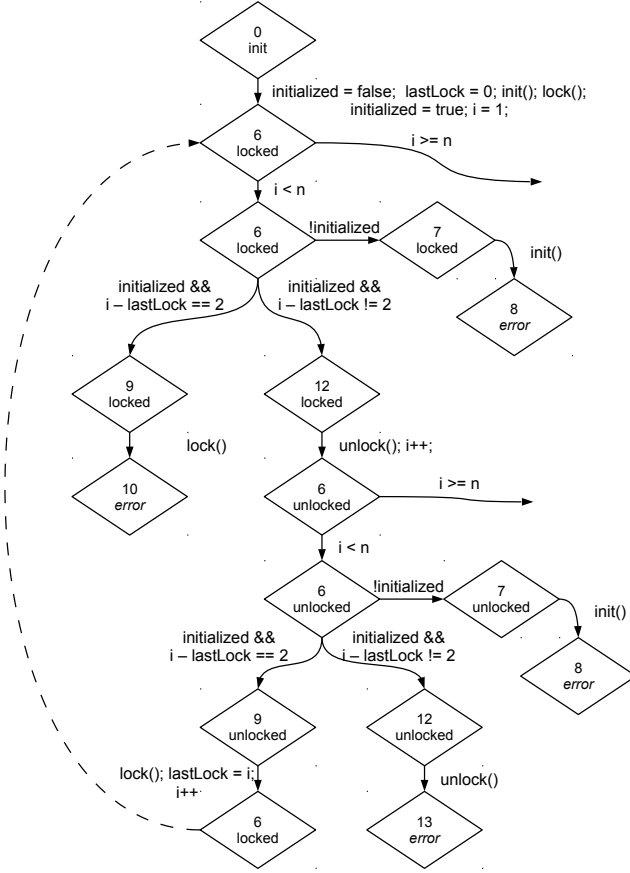 0
init
initialized = false;  lastLock = 0; init(); lock();
initialized = true; i = 1;
6
locked
i >= n
i < n
6
locked
!initialized
7
locked
init()
8
error
initialized &&
i – lastLock == 2
initialized &&
i – lastLock != 2
9
locked
12
locked
lock()
unlock(); i++;
10
error
6
unlocked
i >= n
i < n
6
unlocked
!initialized
7
unlocked
init()
8
error
initialized &&
i – lastLock == 2
initialized &&
i – lastLock != 2
9
unlocked
12
unlocked
lock(); lastLock = i;
i++
unlock()
6
locked
13
error